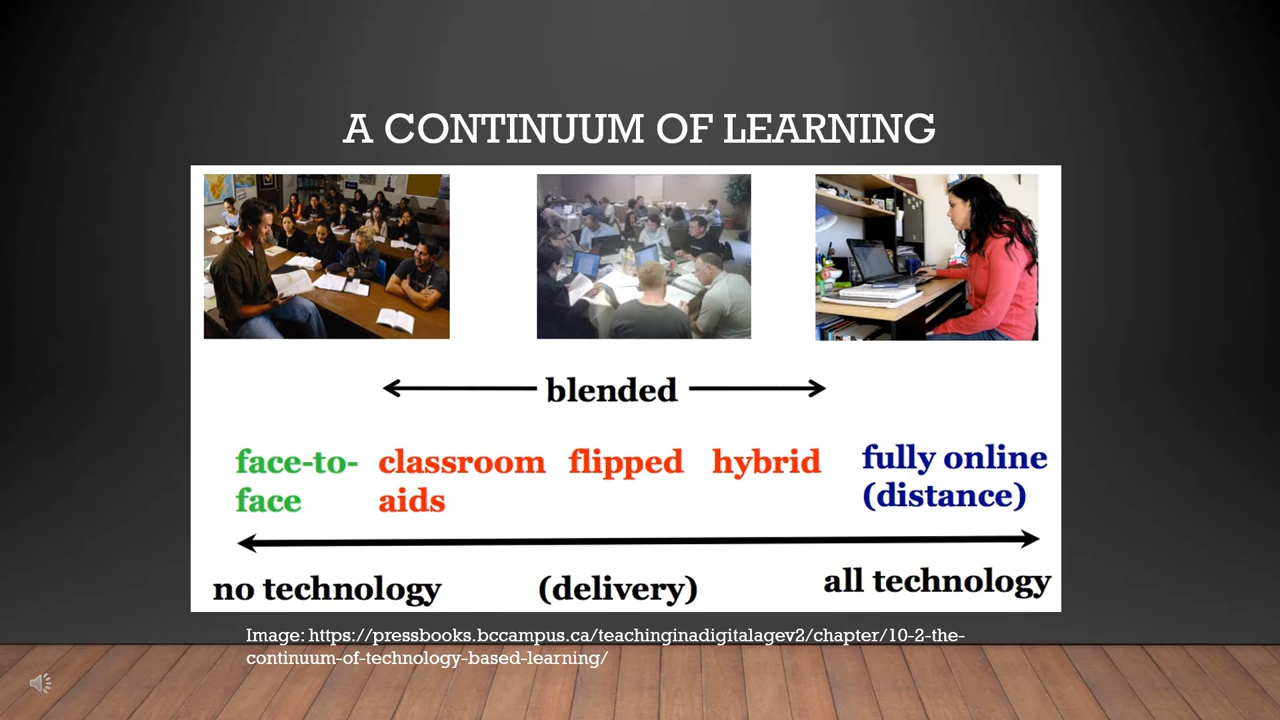 A CONTINUUM OF LEARNING
blended
face-to-face classroom aids flipped hybrid fully online (distance)
no technology (delivery) all technology
Image: https://pressbooks.bccampus.ca/teachinginadigitalagev2/chapter/10-2-the-
continuum-of-technology-based-learning/